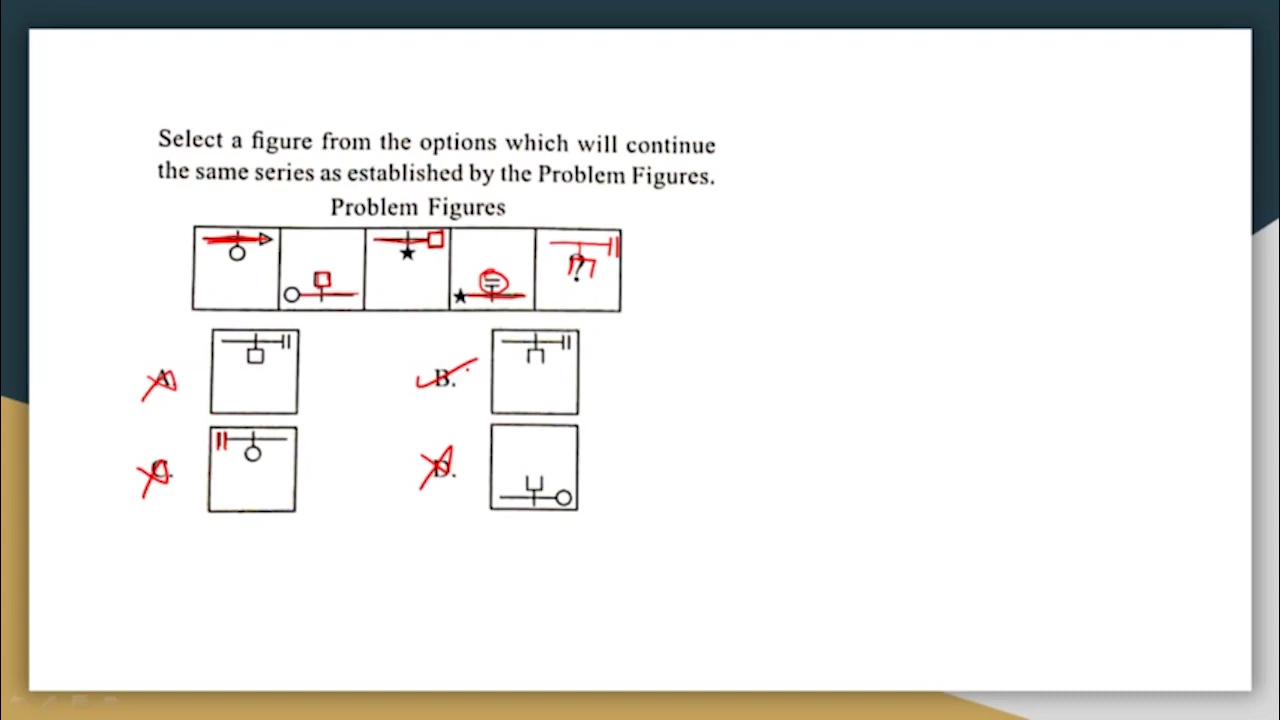 Select a figure from the options which will continue
the same series as established by the Problem Figures.
Problem Figures
?
A.
B.
C.
D.